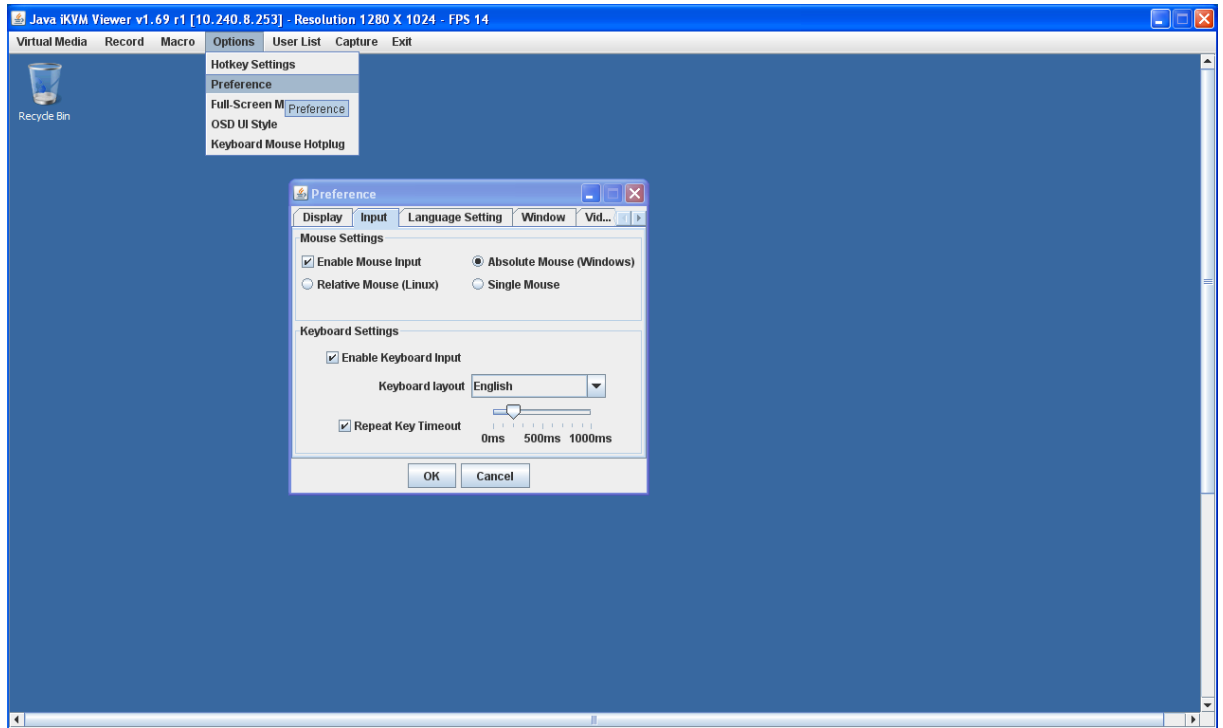 Java iKVM Viewer v1.69 r1 [10.240.8.253] - Resolution 1280 X 1024 - FPS 14
Virtual Media Record Macro Options User List Capture Exit
Hotkey Settings
Preference
Full-Screen M
Preference
OSD UI Style
Keyboard Mouse Hotplug
Recycle Bin
Preference
Display Input Language Setting Window Vid...
Mouse Settings
Enable Mouse Input Absolute Mouse (Windows)
Relative Mouse (Linux) Single Mouse
Keyboard Settings
Enable Keyboard Input
Keyboard layout English
Repeat Key Timeout
0ms 500ms 1000ms
OK Cancel